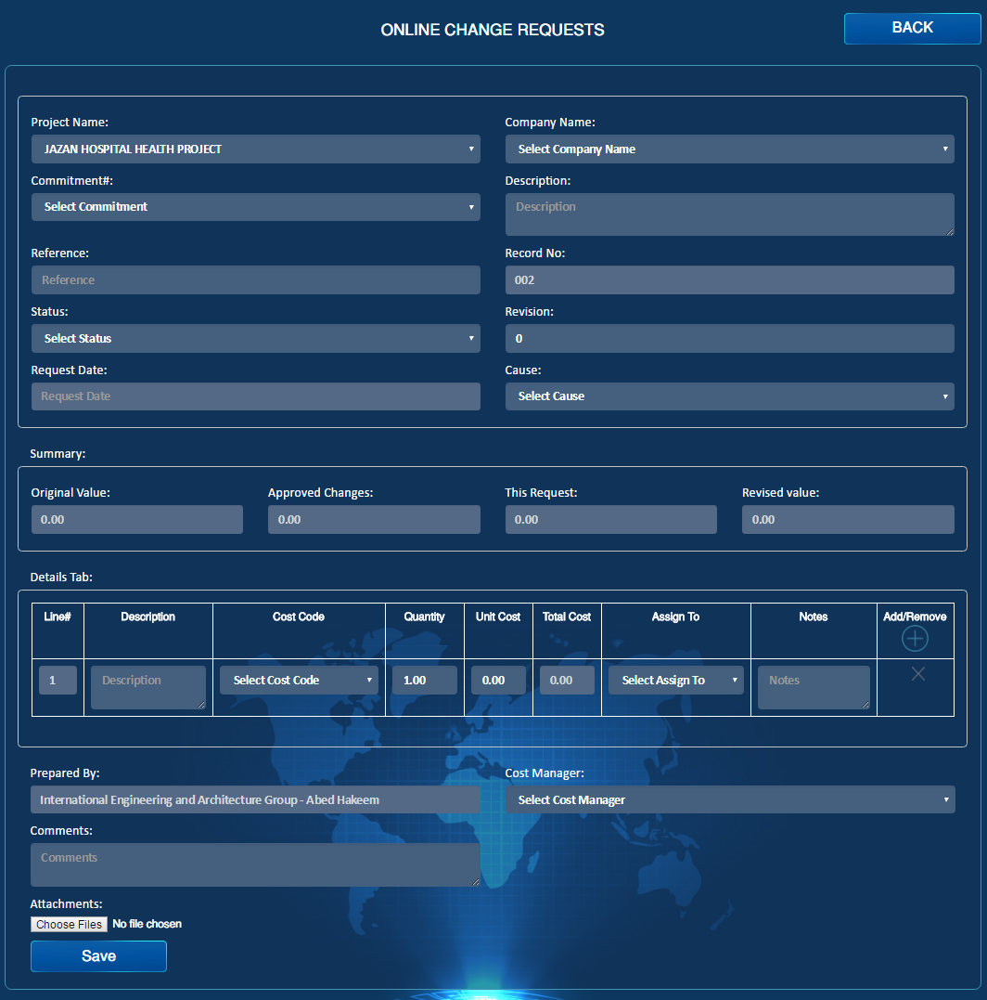 ONLINE CHANGE REQUESTS
BACK
Project Name:
Company Name:
JAZAN HOSPITAL HEALTH PROJECT
Select Company Name
Commitment#:
Description:
Select Commitment
Description
Reference:
Record No:
Reference
002
Status:
Revision:
Select Status
0
Request Date:
Cause:
Request Date
Select Cause
Summary:
Original Value:
Approved Changes:
This Request:
Revised value:
0.00
0.00
0.00
0.00
Details Tab:
Line#
Description
Cost Code
Quantity
Unit Cost
Total Cost
Assign To
Notes
Add/Remove
1
Description
Select Cost Code
1.00
0.00
0.00
Select Assign To
Notes
Prepared By:
Cost Manager:
International Engineering and Architecture Group - Abed Hakeem
Select Cost Manager
Comments:
Comments
Attachments:
Choose Files No file chosen
Save